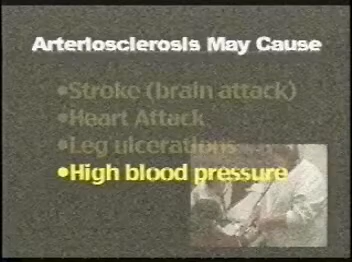 Arteriosclerosis May Cause
•Stroke (brain attack)
•Heart Attack
•Leg ulcerations
•High blood pressure